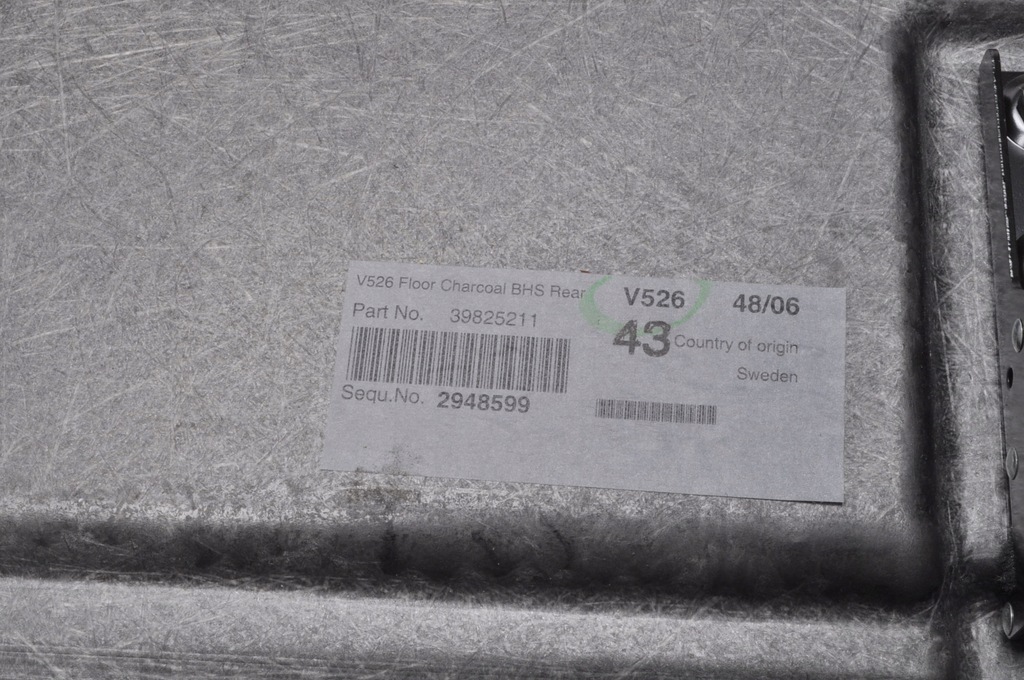 V526 Floor Charcoal BHS Rear V526 48/06
Part No. 39825211
43 Country of origin
Sweden
Sequ.No. 2948599